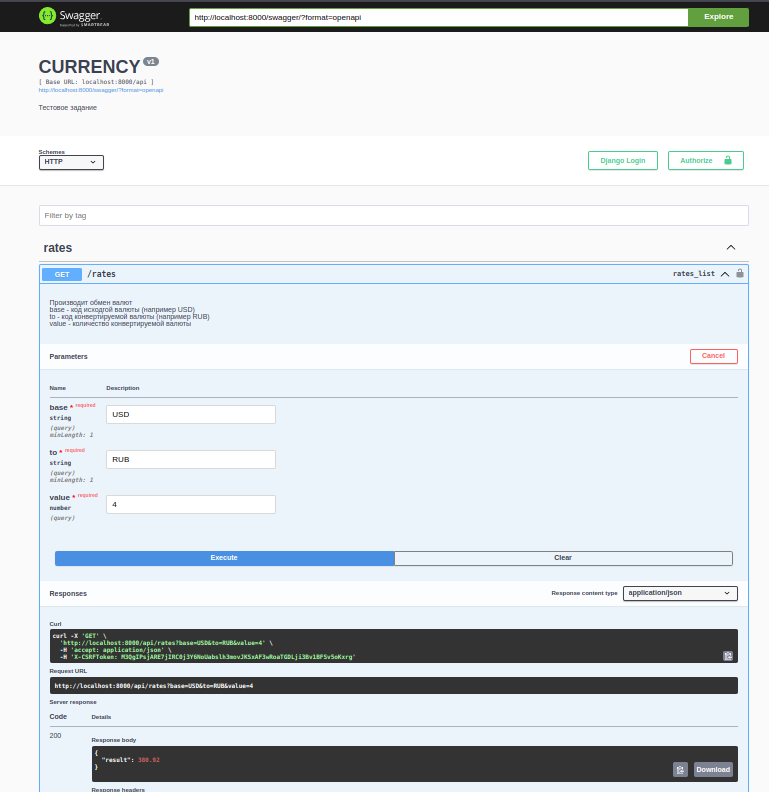 Swagger
Supported by SMARTBEAR
http://localhost:8000/swagger/?format=openapi
Explore
CURRENCY v1
[ Base URL: localhost:8000/api ]
http://localhost:8000/swagger/?format=openapi
Тестовое задание
Schemes
HTTP
Django Login
Authorize
Filter by tag
rates
GET /rates rates_list
Производит обмен валют
base - код исходгой валюты (например USD)
to - код конвертируемой валюты (например RUB)
value - количество конвертируемой валюты
Parameters
Cancel
Name Description
base * required
string
(query)
minLength: 1
USD
to * required
string
(query)
minLength: 1
RUB
value * required
number
(query)
4
Execute
Clear
Responses
Response content type
application/json
Curl
curl -X 'GET' \
'http://localhost:8000/api/rates?base=USD&to=RUB&value=4' \
-H 'accept: application/json' \
-H 'X-CSRFToken:
Request URL
http://localhost:8000/api/rates?base=USD&to=RUB&value=4
Server response
Code Details
200
Response body
{
"result": 380.92
}
Download
Response headers